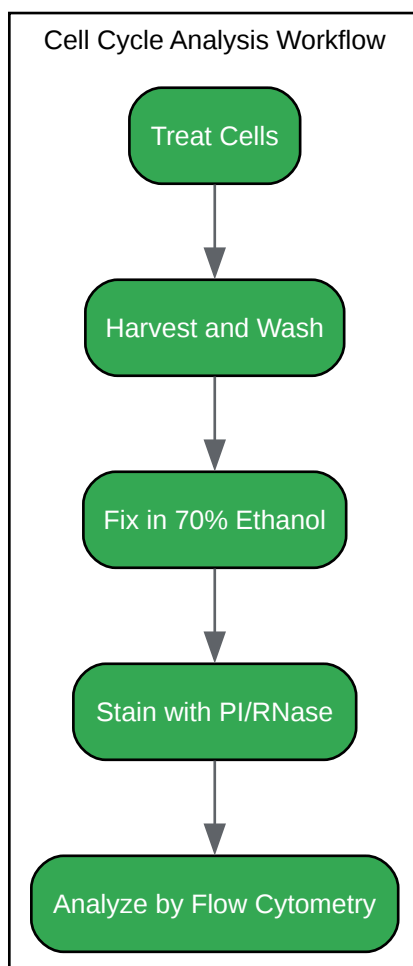 Cell Cycle Analysis Workflow
Treat Cells
Harvest and Wash
Fix in 70% Ethanol
Stain with PI/RNase
Analyze by Flow Cytometry